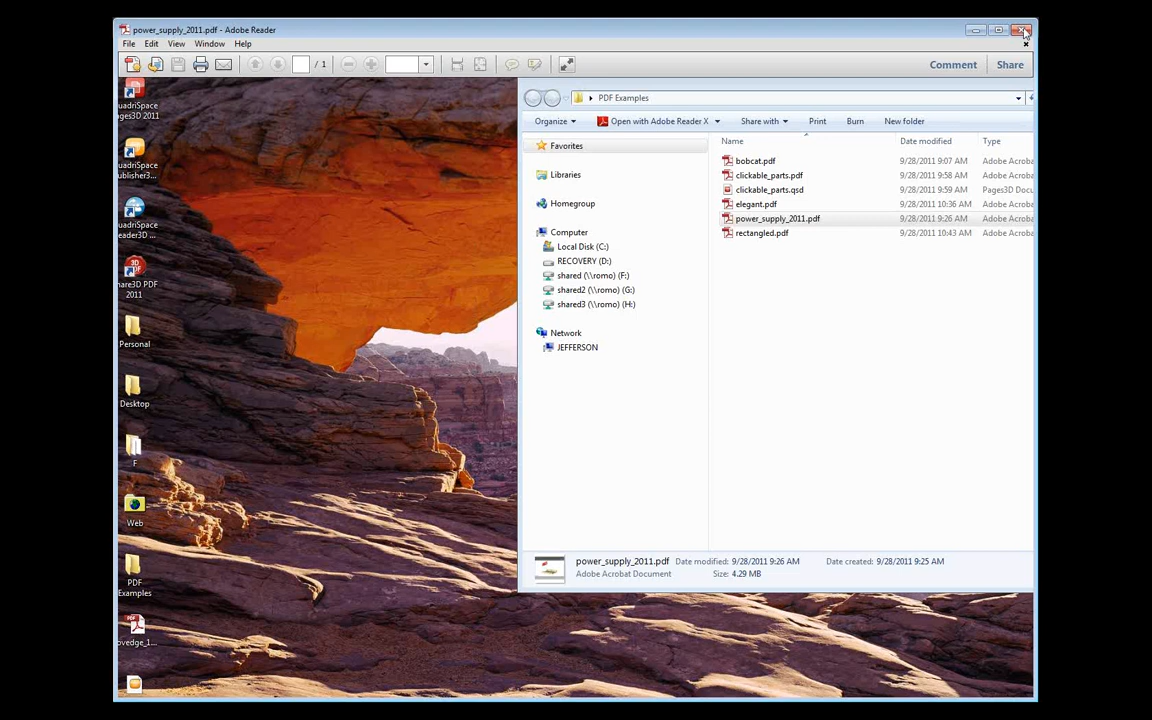 power_supply_2011.pdf - Adobe Reader
File Edit View Window Help
/ 1
Comment Share
PDF Examples
Organize Open with Adobe Reader X Share with Print Burn New folder
Favorites
Libraries
Homegroup
Computer
Local Disk (C:)
RECOVERY (D:)
shared (\\romo) (F:)
shared2 (\\romo) (G:)
shared3 (\\romo) (H:)
Network
JEFFERSON
Name Date modified Type
bobcat.pdf 9/28/2011 9:07 AM Adobe Acroba
clickable_parts.pdf 9/28/2011 9:58 AM Adobe Acroba
clickable_parts.qsd 9/28/2011 9:59 AM Pages3D Docu
elegant.pdf 9/28/2011 10:36 AM Adobe Acroba
power_supply_2011.pdf 9/28/2011 9:26 AM Adobe Acroba
rectangled.pdf 9/28/2011 10:43 AM Adobe Acroba
power_supply_2011.pdf Date modified: 9/28/2011 9:26 AM Date created: 9/28/2011 9:25 AM
Adobe Acrobat Document Size: 4.29 MB
uadriSpace
ages3D 2011
uadriSpace
ublisher3...
uadriSpace
eader3D ...
3D
PDF
hare3D PDF
2011
Personal
Desktop
F
Web
PDF
Examples
PDF
ovedge_1...